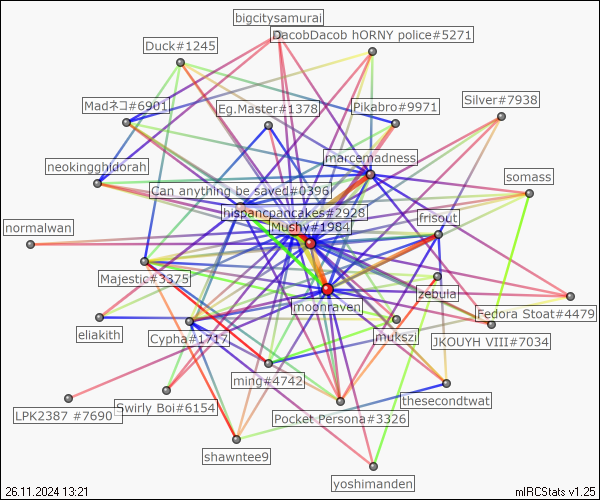 bigcitysamurai
DacobDacob hORNY police#5271
Duck#1245
Silver#7938
Madネコ#6901
Eg.Master#1378
Pikabro#9971
marcemadness
neokingghidorah
somass
Can anything be saved#0396
hispancpancakes#2928
frisout
normalwan
Mushy#1984
Majestic#3375
zebula
moonraven
Fedora Stoat#4479
eliakith
Cypha#1717
mukszi
JKOUYH VIII#7034
ming#4742
thesecondtwat
LPK2387 #7690
Swirly Boi#6154
Pocket Persona#3326
shawntee9
yoshimanden
26.11.2024 13:21
mIRCStats v1.25